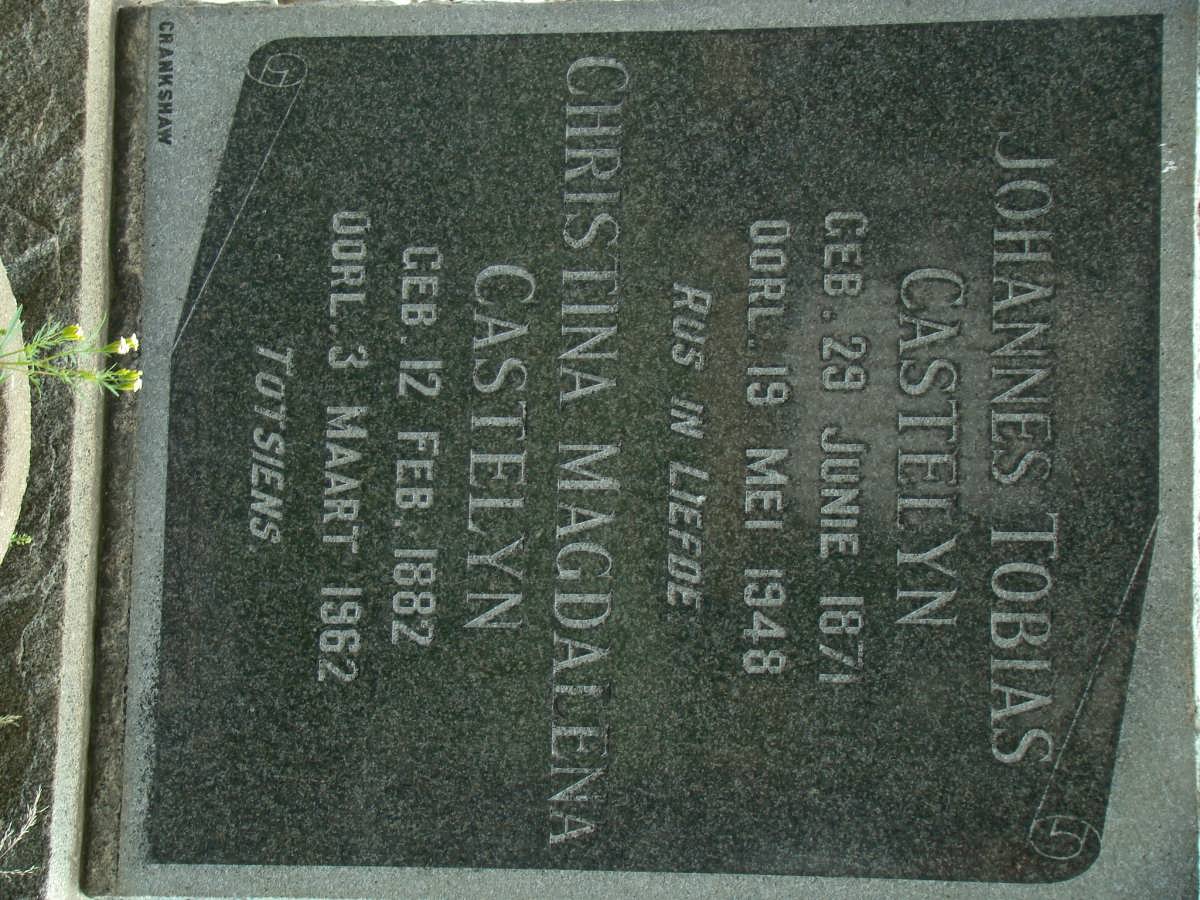 JOHANNES TOBIAS
CASTELYN
GEB. 29 JUNIE 1871
OORL. 19 MEI 1948
RUS IN LIEFDE
CHRISTINA MAGDALENA
CASTELYN
GEB. 12 FEB. 1882
OORL. 3 MAART 1962
TOTSIENS.
CRANKSHAW